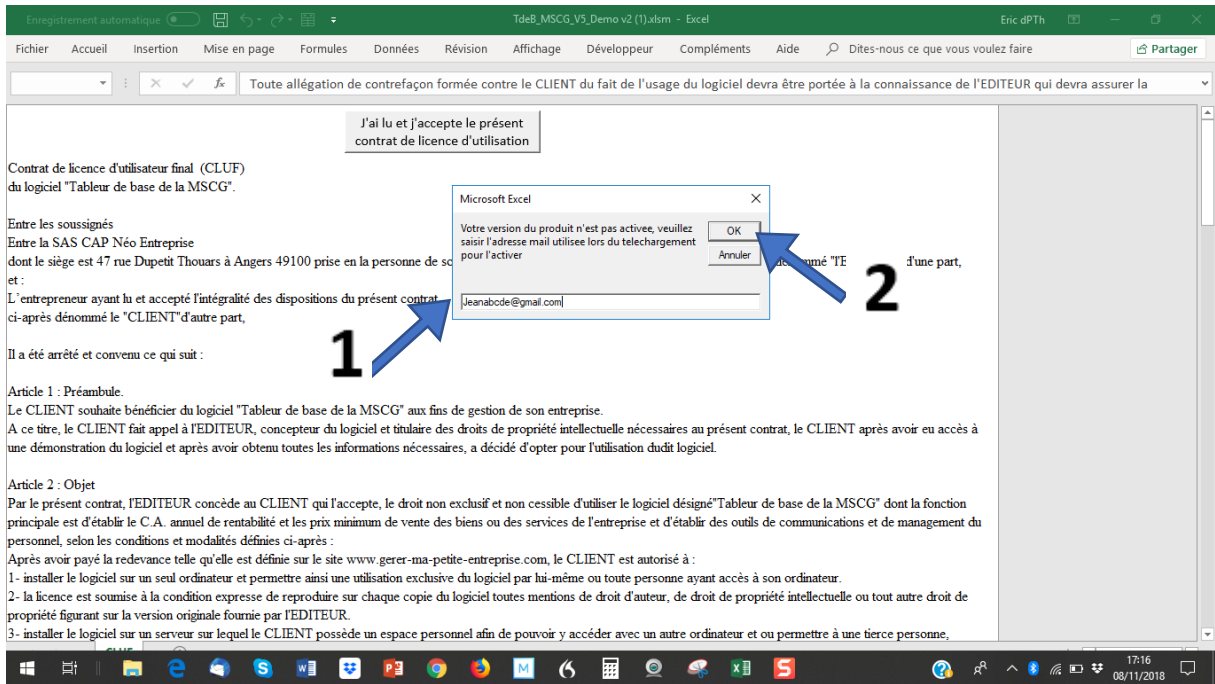 Enregistrement automatique
TdeB_MSCG_V5_Demo v2 (1).xlsm - Excel
Eric dPTh
Fichier Accueil Insertion Mise en page Formules Données Révision Affichage Développeur Compléments Aide Dites-nous ce que vous voulez faire Partager
fx Toute allégation de contrefaçon formée contre le CLIENT du fait de l'usage du logiciel devra être portée à la connaissance de l'EDITEUR qui devra assurer la
J'ai lu et j'accepte le présent
contrat de licence d'utilisation
Contrat de licence d'utilisateur final (CLUF)
du logiciel "Tableur de base de la MSCG".
Entre les soussignés
Entre la SAS CAP Néo Entreprise
dont le siège est 47 rue Dupetit Thouars à Angers 49100 prise en la personne de
d'une part,
et :
L'entrepreneur ayant lu et accepté l'intégralité des dispositions du présent contrat
ci-après dénommé le "CLIENT"d'autre part,
Microsoft Excel
Votre version du produit n'est pas activee, veuillez
saisir l'adresse mail utilisee lors du telechargement
pour l'activer
OK
Annuler
Jeanabcde@gmail.com
1
2
Il a été arrêté et convenu ce qui suit :
Article 1 : Préambule.
Le CLIENT souhaite bénéficier du logiciel "Tableur de base de la MSCG" aux fins de gestion de son entreprise.
A ce titre, le CLIENT fait appel à l'EDITEUR, concepteur du logiciel et titulaire des droits de propriété intellectuelle nécessaires au présent contrat, le CLIENT après avoir eu accès à
une démonstration du logiciel et après avoir obtenu toutes les informations nécessaires, a décidé d'opter pour l'utilisation dudit logiciel.
Article 2 : Objet
Par le présent contrat, l'EDITEUR concède au CLIENT qui l'accepte, le droit non exclusif et non cessible d'utiliser le logiciel désigné"Tableur de base de la MSCG" dont la fonction
principale est d'établir le C.A. annuel de rentabilité et les prix minimum de vente des biens ou des services de l'entreprise et d'établir des outils de communications et de management du
personnel, selon les conditions et modalités définies ci-après :
Après avoir payé la redevance telle qu'elle est définie sur le site www.gerer-ma-petite-entreprise.com, le CLIENT est autorisé à :
1- installer le logiciel sur un seul ordinateur et permettre ainsi une utilisation exclusive du logiciel par lui-même ou toute personne ayant accès à son ordinateur.
2- la licence est soumise à la condition expresse de reproduire sur chaque copie du logiciel toutes mentions de droit d'auteur, de droit de propriété intellectuelle ou tout autre droit de
propriété figurant sur la version originale fournie par l'EDITEUR.
3- installer le logiciel sur un serveur sur lequel le CLIENT possède un espace personnel afin de pouvoir y accéder avec un autre ordinateur et ou permettre à une tierce personne,
17:16
08/11/2018